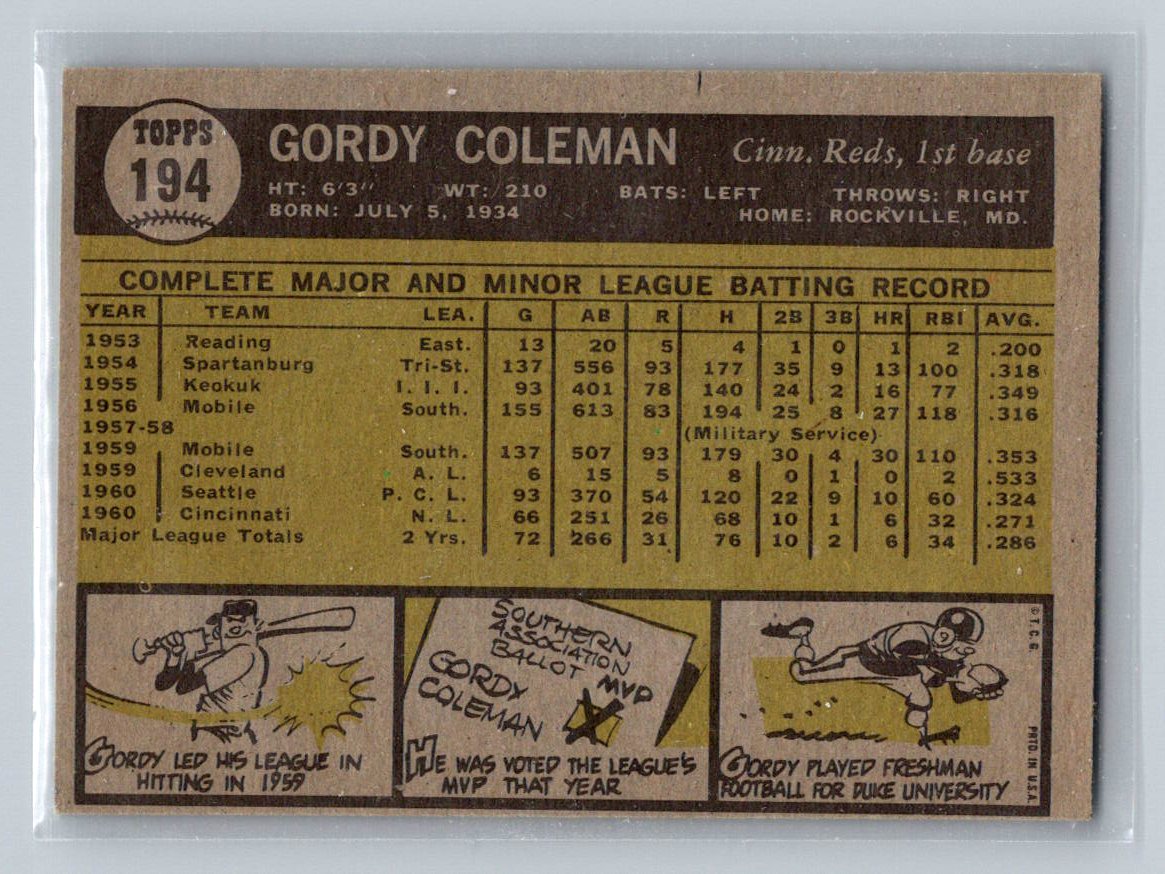 TOPPS
194
GORDY COLEMAN Cinn. Reds, 1st base
HT: 6'3" WT: 210 BATS: LEFT THROWS: RIGHT
BORN: JULY 5, 1934 HOME: ROCKVILLE, MD.
COMPLETE MAJOR AND MINOR LEAGUE BATTING RECORD
YEAR TEAM LEA. G AB R H 2B 3B HR RBI AVG.
1953 Reading East. 13 20 5 4 1 0 1 2 .200
1954 Spartanburg Tri-St. 137 556 93 177 35 9 13 100 .318
1955 Keokuk I. I. I. 93 401 78 140 24 2 16 77 .349
1956 Mobile South. 155 613 83 194 25 8 27 118 .316
1957-58 (Military Service)
1959 Mobile South. 137 507 93 179 30 4 30 110 .353
1959 Cleveland A. L. 6 15 5 8 0 1 0 2 .533
1960 Seattle P. C. L. 93 370 54 120 22 9 10 60 .324
1960 Cincinnati N. L. 66 251 26 68 10 1 6 32 .271
Major League Totals 2 Yrs. 72 266 31 76 10 2 6 34 .286
GORDY LED HIS LEAGUE IN
HITTING IN 1959
SOUTHERN
ASSOCIATION
BALLOT
MVP
GORDY
COLEMAN
X
HE WAS VOTED THE LEAGUE'S
MVP THAT YEAR
9
GORDY PLAYED FRESHMAN
FOOTBALL FOR DUKE UNIVERSITY
© T. C. G.
PRTD. IN U.S.A.